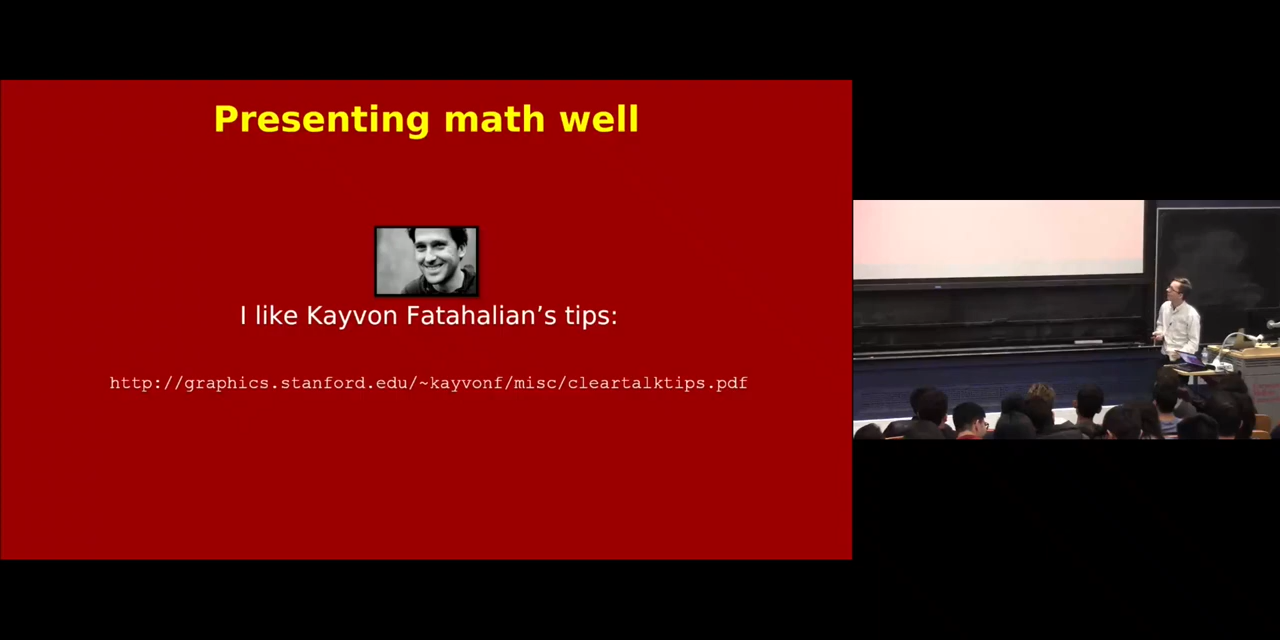 Presenting math well
I like Kayvon Fatahalian’s tips:
http://graphics.stanford.edu/~kayvonf/misc/cleartalktips.pdf